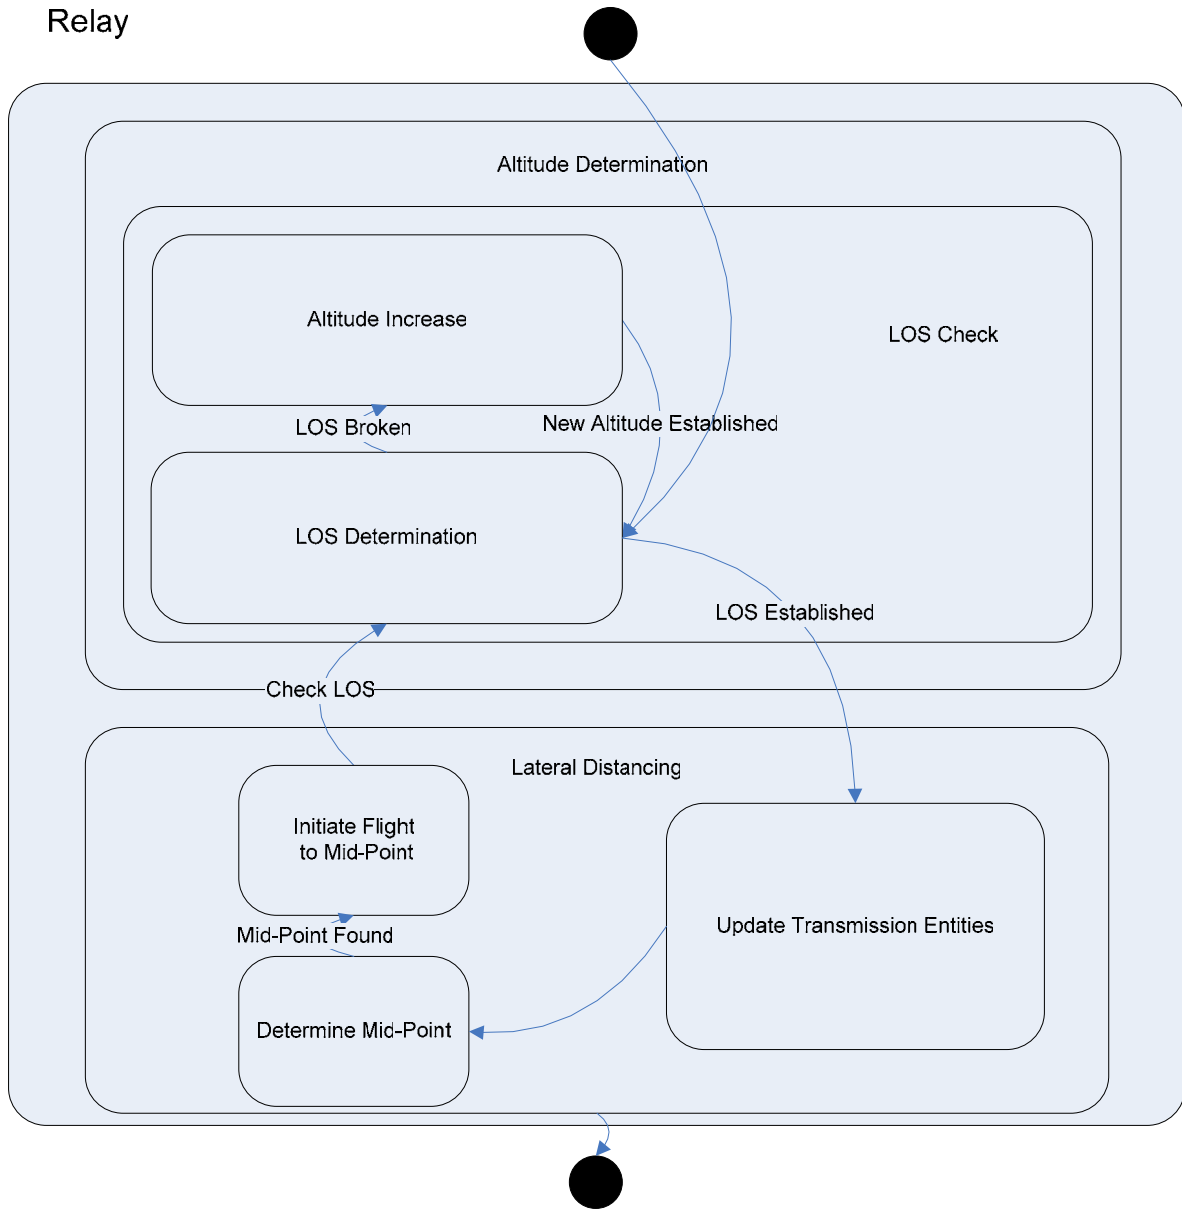 Relay
Altitude Determination
Altitude Increase
LOS Check
LOS Broken
New Altitude Established
LOS Determination
LOS Established
Check LOS
Lateral Distancing
Initiate Flight
to Mid-Point
Update Transmission Entities
Mid-Point Found
Determine Mid-Point